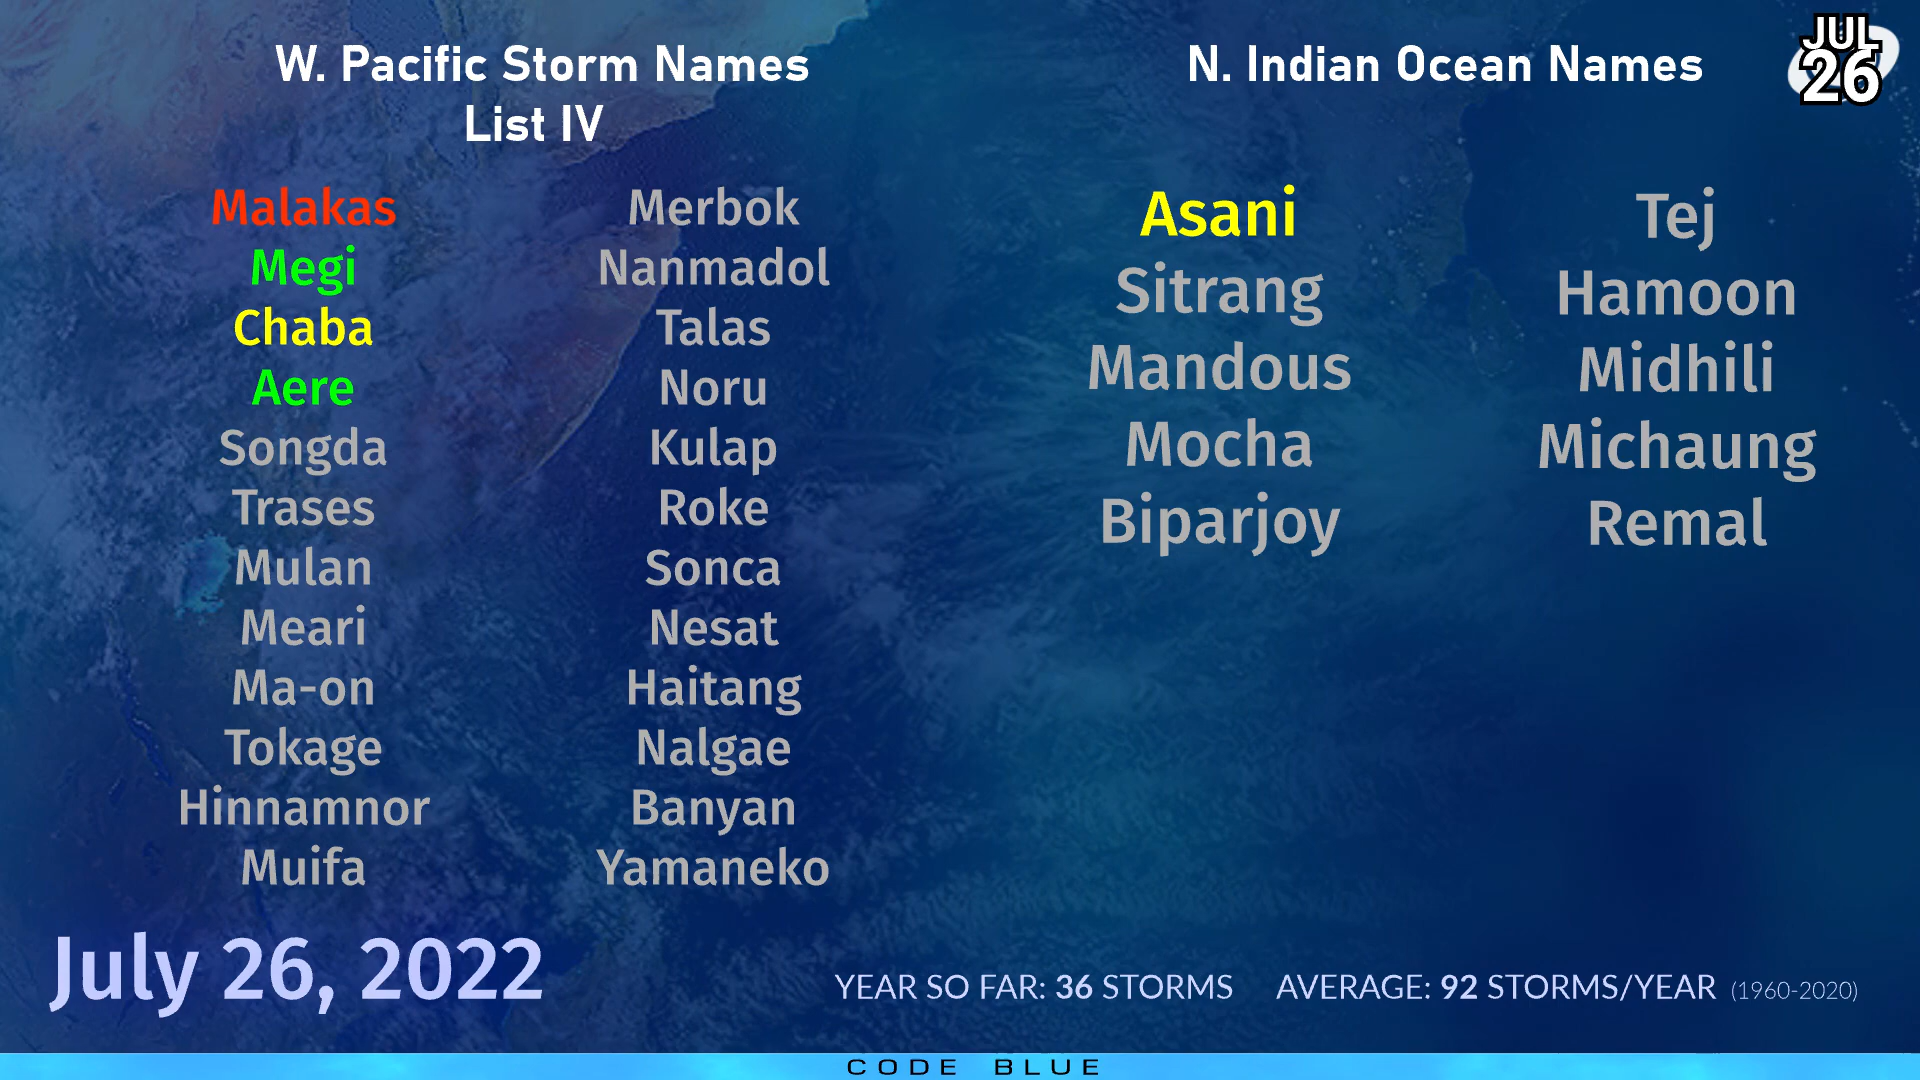 W. Pacific Storm Names
List IV
Malakas
Megi
Chaba
Aere
Songda
Trases
Mulan
Meari
Ma-on
Tokage
Hinnamnor
Muifa
Merbok
Nanmadol
Talas
Noru
Kulap
Roke
Sonca
Nesat
Haitang
Nalgae
Banyan
Yamaneko
N. Indian Ocean Names
Asani
Sitrang
Mandous
Mocha
Biparjoy
Tej
Hamoon
Midhili
Michaung
Remal
JUL
26
July 26, 2022
YEAR SO FAR: 36 STORMS AVERAGE: 92 STORMS/YEAR (1960-2020)
CODE BLUE